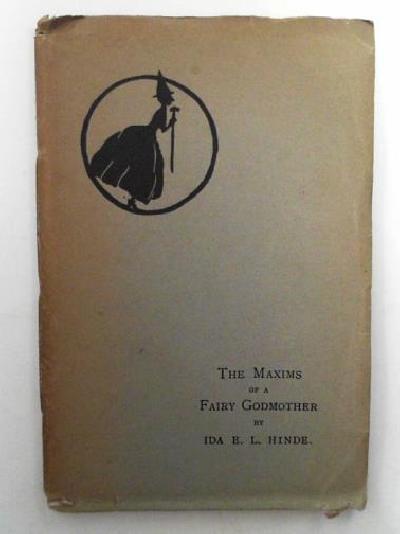 THE MAXIMS
OF A
FAIRY GODMOTHER
BY
IDA E. L. HINDE.